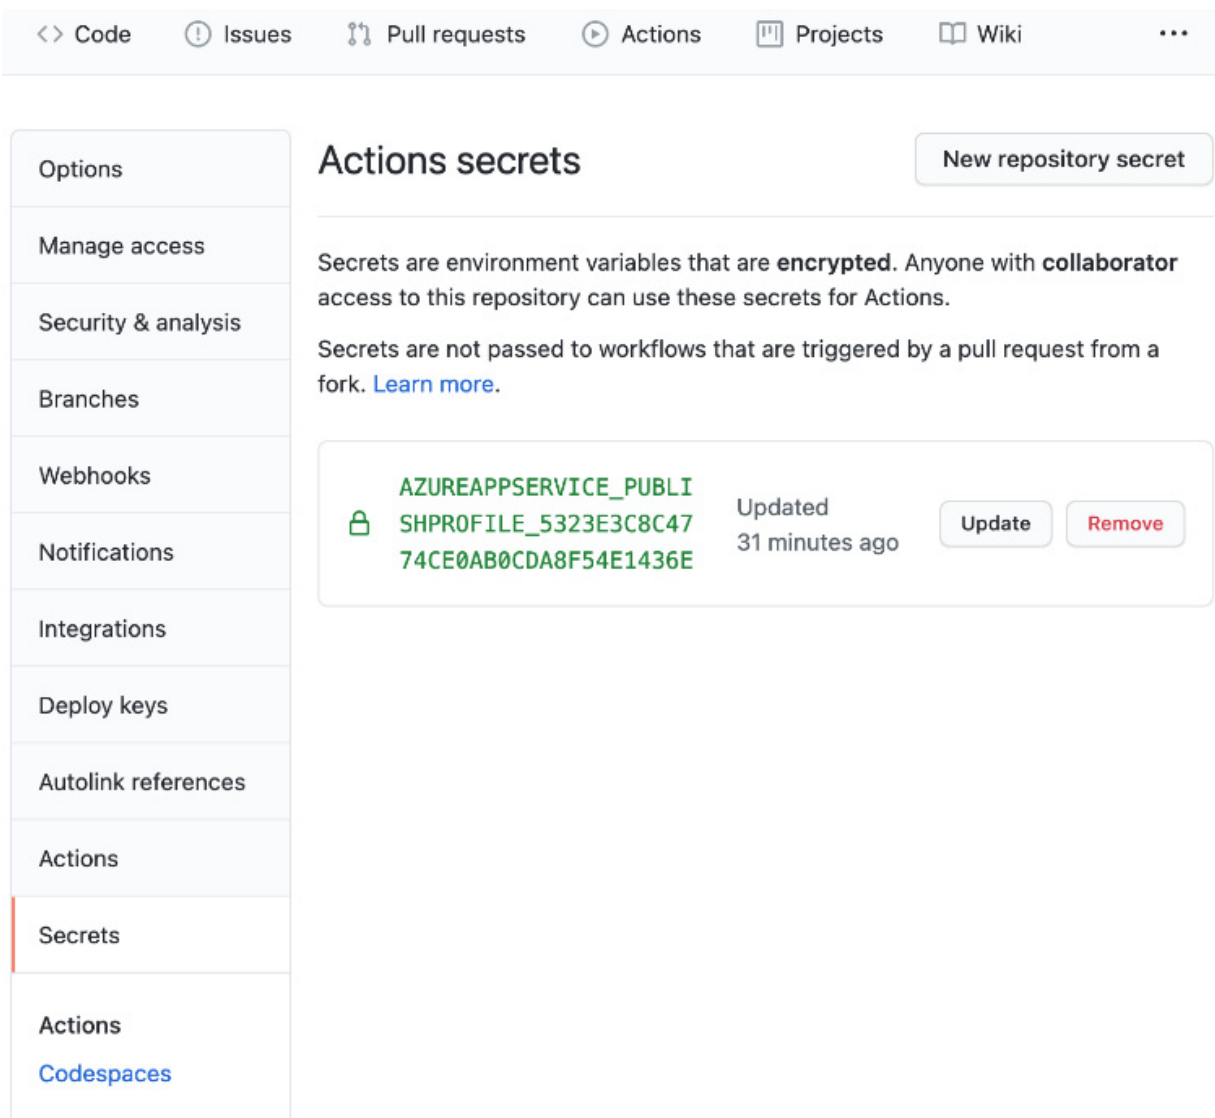 Code Issues Pull requests Actions Projects Wiki ...
Options
Manage access
Security & analysis
Branches
Webhooks
Notifications
Integrations
Deploy keys
Autolink references
Actions
Secrets
Actions
Codespaces
Actions secrets
New repository secret
Secrets are environment variables that are encrypted. Anyone with collaborator
access to this repository can use these secrets for Actions.
Secrets are not passed to workflows that are triggered by a pull request from a
fork. Learn more.
AZUREAPPSERVICE_PUBLI
SHPROFILE_5323E3C8C47
74CE0AB0CDA8F54E1436E
Updated
31 minutes ago
Update
Remove